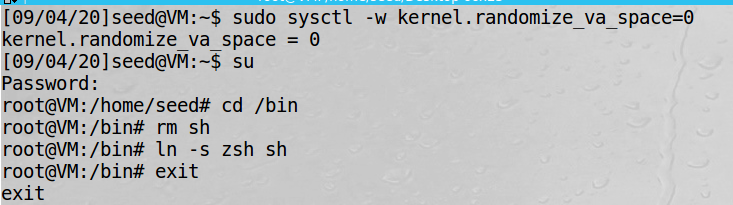 [09/04/20]seed@VM:~$ sudo sysctl -w kernel.randomize_va_space=0
kernel.randomize_va_space = 0
[09/04/20]seed@VM:~$ su
Password:
root@VM:/home/seed# cd /bin
root@VM:/bin# rm sh
root@VM:/bin# ln -s zsh sh
root@VM:/bin# exit
exit